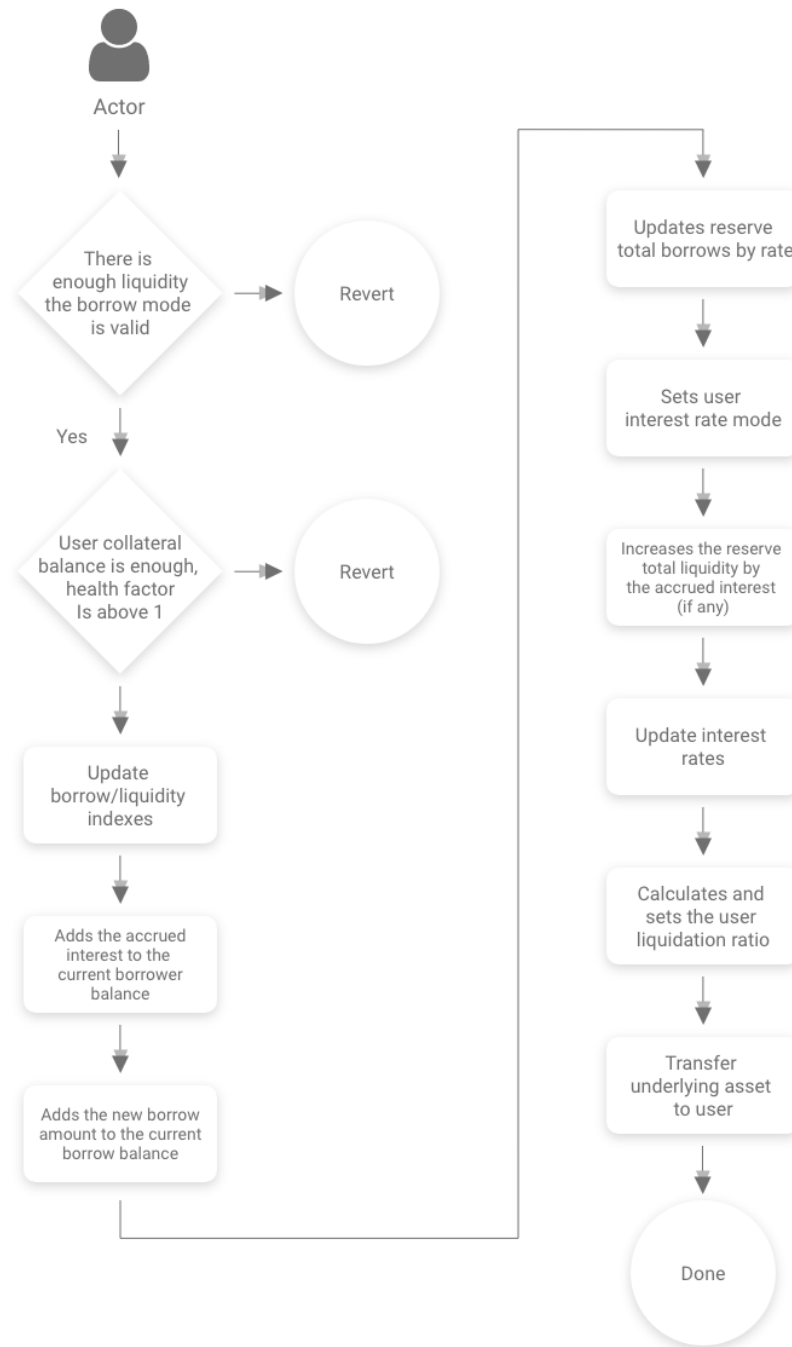 Actor
There is
enough liquidity
the borrow mode
is valid
Revert
Yes
User collateral
balance is enough,
health factor
Is above 1
Revert
Update
borrow/liquidity
indexes
Adds the accrued
interest to the
current borrower
balance
Adds the new borrow
amount to the current
borrow balance
Updates reserve
total borrows by rate
Sets user
interest rate mode
Increases the reserve
total liquidity by
the accrued interest
(if any)
Update interest
rates
Calculates and
sets the user
liquidation ratio
Transfer
underlying asset
to user
Done